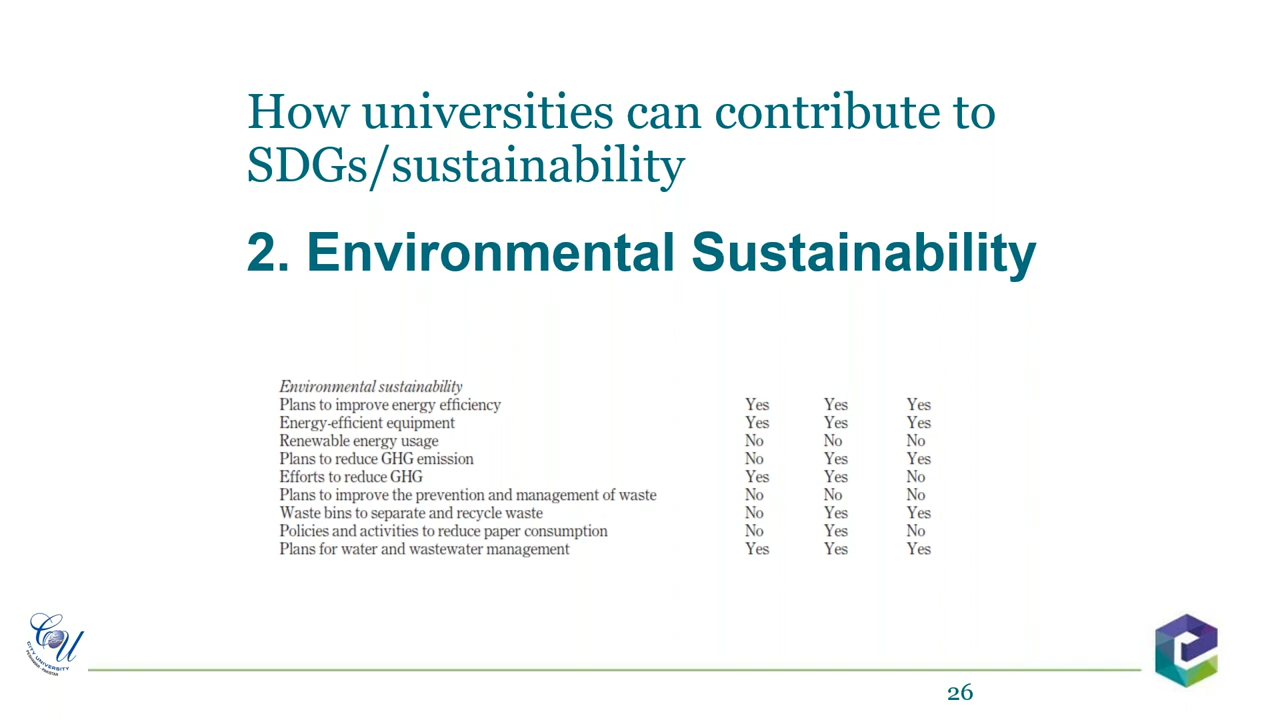 How universities can contribute to
SDGs/sustainability
2. Environmental Sustainability
Environmental sustainability
Plans to improve energy efficiency Yes Yes Yes
Energy-efficient equipment Yes Yes Yes
Renewable energy usage No No No
Plans to reduce GHG emission No Yes Yes
Efforts to reduce GHG Yes Yes No
Plans to improve the prevention and management of waste No No No
Waste bins to separate and recycle waste No Yes Yes
Policies and activities to reduce paper consumption No Yes No
Plans for water and wastewater management Yes Yes Yes
CU
CITY UNIVERSITY
26